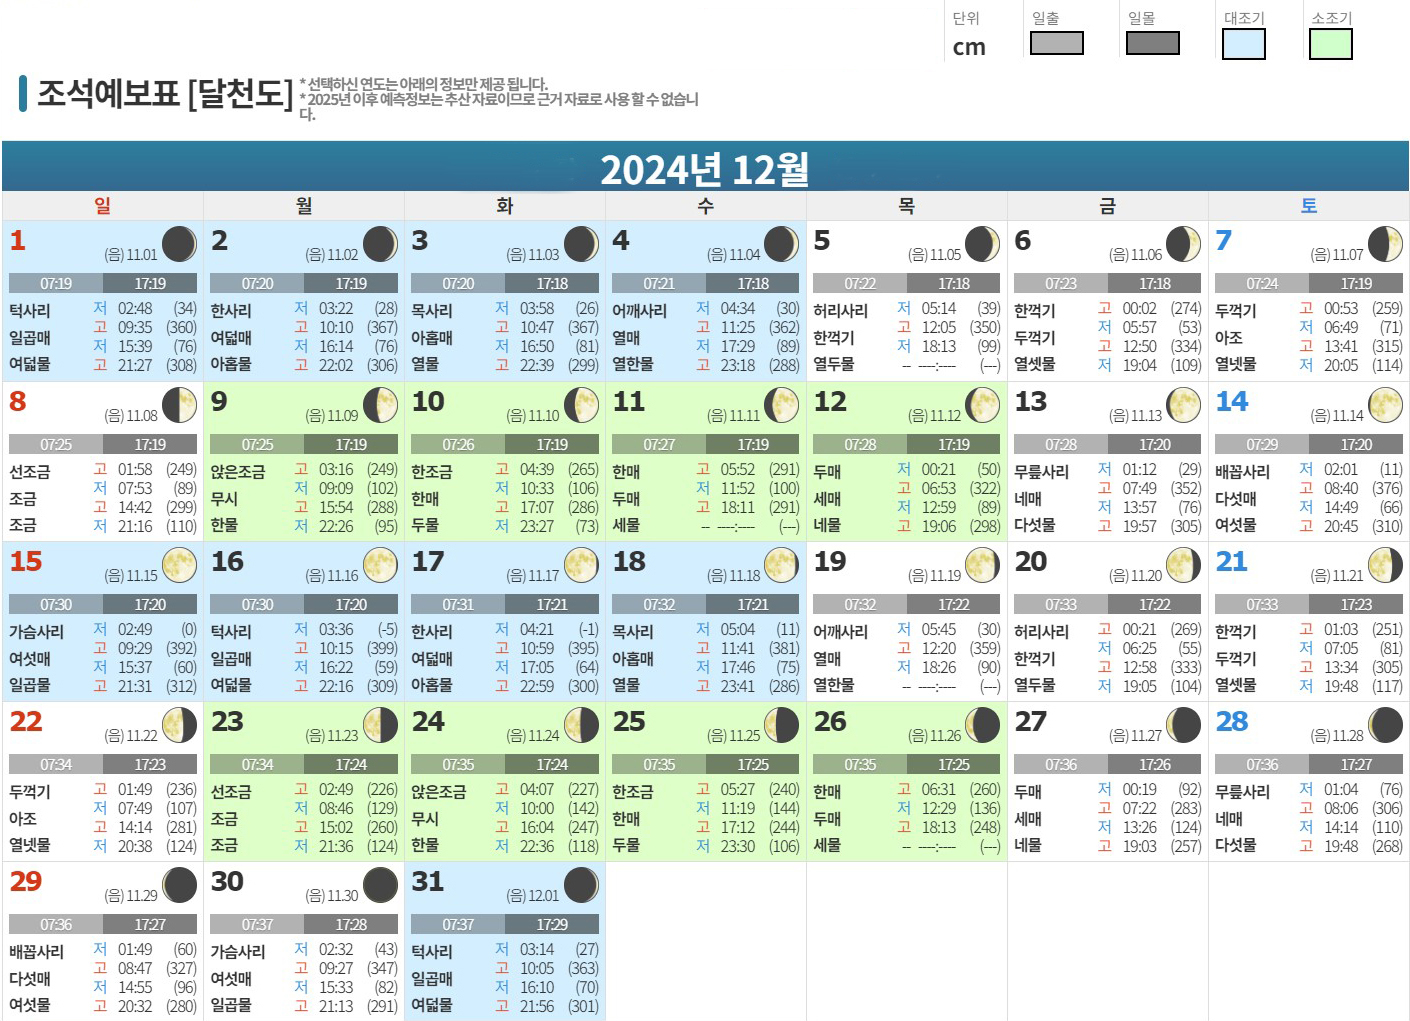 단위 일출 일몰 대조기 소조기
cm
조석예보표 [달천도]
* 선택하신 연도는 아래의 정보만 제공 됩니다.
* 2025년 이후 예측정보는 추산 자료이므로 근거 자료로 사용 할 수 없습니
다.
2024년 12월
일 월 화 수 목 금 토
1 (음) 11.01
07:19 17:19
턱사리 일곱매 여덟물
저 02:48 (34)
고 09:35 (360)
저 15:39 (76)
고 21:27 (308)
2 (음) 11.02
07:20 17:19
한사리 여덟매 아홉물
저 03:22 (28)
고 10:10 (367)
저 16:14 (76)
고 22:02 (306)
3 (음) 11.03
07:20 17:18
목사리 아홉매 열물
저 03:58 (26)
고 10:47 (367)
저 16:50 (81)
고 22:39 (299)
4 (음) 11.04
07:21 17:18
어깨사리 열매 열한물
저 04:34 (30)
고 11:25 (362)
저 17:29 (89)
고 23:18 (288)
5 (음) 11.05
07:22 17:18
허리사리 한꺽기 열두물
저 05:14 (39)
고 12:05 (350)
저 18:13 (99)
-- ----:---- (---)
6 (음) 11.06
07:23 17:18
한꺽기 두꺽기 열셋물
고 00:02 (274)
저 05:57 (53)
고 12:50 (334)
저 19:04 (109)
7 (음) 11.07
07:24 17:19
두꺽기 아조 열넷물
고 00:53 (259)
저 06:49 (71)
고 13:41 (315)
저 20:05 (114)
8 (음) 11.08
07:25 17:19
선조금 조금 조금
고 01:58 (249)
저 07:53 (89)
고 14:42 (299)
저 21:16 (110)
9 (음) 11.09
07:25 17:19
앉은조금 무시 한물
고 03:16 (249)
저 09:09 (102)
고 15:54 (288)
저 22:26 (95)
10 (음) 11.10
07:26 17:19
한조금 한매 두물
고 04:39 (265)
저 10:33 (106)
고 17:07 (286)
저 23:27 (73)
11 (음) 11.11
07:27 17:19
한매 두매 세물
고 05:52 (291)
저 11:52 (100)
고 18:11 (291)
-- ----:---- (---)
12 (음) 11.12
07:28 17:19
두매 세매 네물
저 00:21 (50)
고 06:53 (322)
저 12:59 (89)
고 19:06 (298)
13 (음) 11.13
07:28 17:20
무릎사리 네매 다섯물
저 01:12 (29)
고 07:49 (352)
저 13:57 (76)
고 19:57 (305)
14 (음) 11.14
07:29 17:20
배꼽사리 다섯매 여섯물
저 02:01 (11)
고 08:40 (376)
저 14:49 (66)
고 20:45 (310)
15 (음) 11.15
07:30 17:20
가슴사리 여섯매 일곱물
저 02:49 (0)
고 09:29 (392)
저 15:37 (60)
고 21:31 (312)
16 (음) 11.16
07:30 17:20
턱사리 일곱매 여덟물
저 03:36 (-5)
고 10:15 (399)
저 16:22 (59)
고 22:16 (309)
17 (음) 11.17
07:31 17:21
한사리 여덟매 아홉물
저 04:21 (-1)
고 10:59 (395)
저 17:05 (64)
고 22:59 (300)
18 (음) 11.18
07:32 17:21
목사리 아홉매 열물
저 05:04 (11)
고 11:41 (381)
저 17:46 (75)
고 23:41 (286)
19 (음) 11.19
07:32 17:22
어깨사리 열매 열한물
저 05:45 (30)
고 12:20 (359)
저 18:26 (90)
-- ----:---- (---)
20 (음) 11.20
07:33 17:22
허리사리 한꺽기 열두물
고 00:21 (269)
저 06:25 (55)
고 12:58 (333)
저 19:05 (104)
21 (음) 11.21
07:33 17:23
한꺽기 두꺽기 열셋물
고 01:03 (251)
저 07:05 (81)
고 13:34 (305)
저 19:48 (117)
22 (음) 11.22
07:34 17:23
두꺽기 아조 열넷물
고 01:49 (236)
저 07:49 (107)
고 14:14 (281)
저 20:38 (124)
23 (음) 11.23
07:34 17:24
선조금 조금 조금
고 02:49 (226)
저 08:46 (129)
고 15:02 (260)
저 21:36 (124)
24 (음) 11.24
07:35 17:24
앉은조금 무시 한물
고 04:07 (227)
저 10:00 (142)
고 16:04 (247)
저 22:36 (118)
25 (음) 11.25
07:35 17:25
한조금 한매 두물
고 05:27 (240)
저 11:19 (144)
고 17:12 (244)
저 23:30 (106)
26 (음) 11.26
07:35 17:25
한매 두매 세물
고 06:31 (260)
저 12:29 (136)
고 18:13 (248)
-- ----:---- (---)
27 (음) 11.27
07:36 17:26
두매 세매 네물
저 00:19 (92)
고 07:22 (283)
저 13:26 (124)
고 19:03 (257)
28 (음) 11.28
07:36 17:27
무릎사리 네매 다섯물
저 01:04 (76)
고 08:06 (306)
저 14:14 (110)
고 19:48 (268)
29 (음) 11.29
07:36 17:27
배꼽사리 다섯매 여섯물
저 01:49 (60)
고 08:47 (327)
저 14:55 (96)
고 20:32 (280)
30 (음) 11.30
07:37 17:28
가슴사리 여섯매 일곱물
저 02:32 (43)
고 09:27 (347)
저 15:33 (82)
고 21:13 (291)
31 (음) 12.01
07:37 17:29
턱사리 일곱매 여덟물
저 03:14 (27)
고 10:05 (363)
저 16:10 (70)
고 21:56 (301)